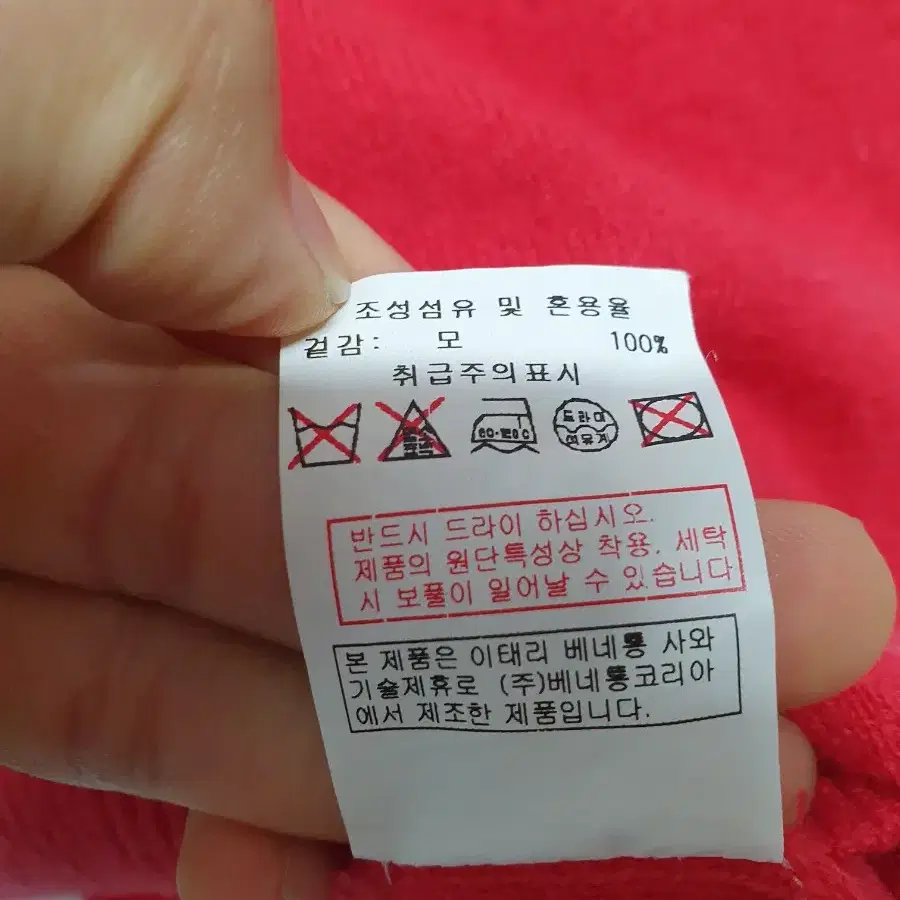 조성섬유 및 혼용율
겉감: 모 100%
취급주의표시
드라이
석유계
반드시 드라이 하십시오.
제품의 원단특성상 착용. 세탁
시 보풀이 일어날 수 있습니다
본 제품은 이태리 베네통 사와
기술제휴로 (주)베네통코리아
에서 제조한 제품입니다.